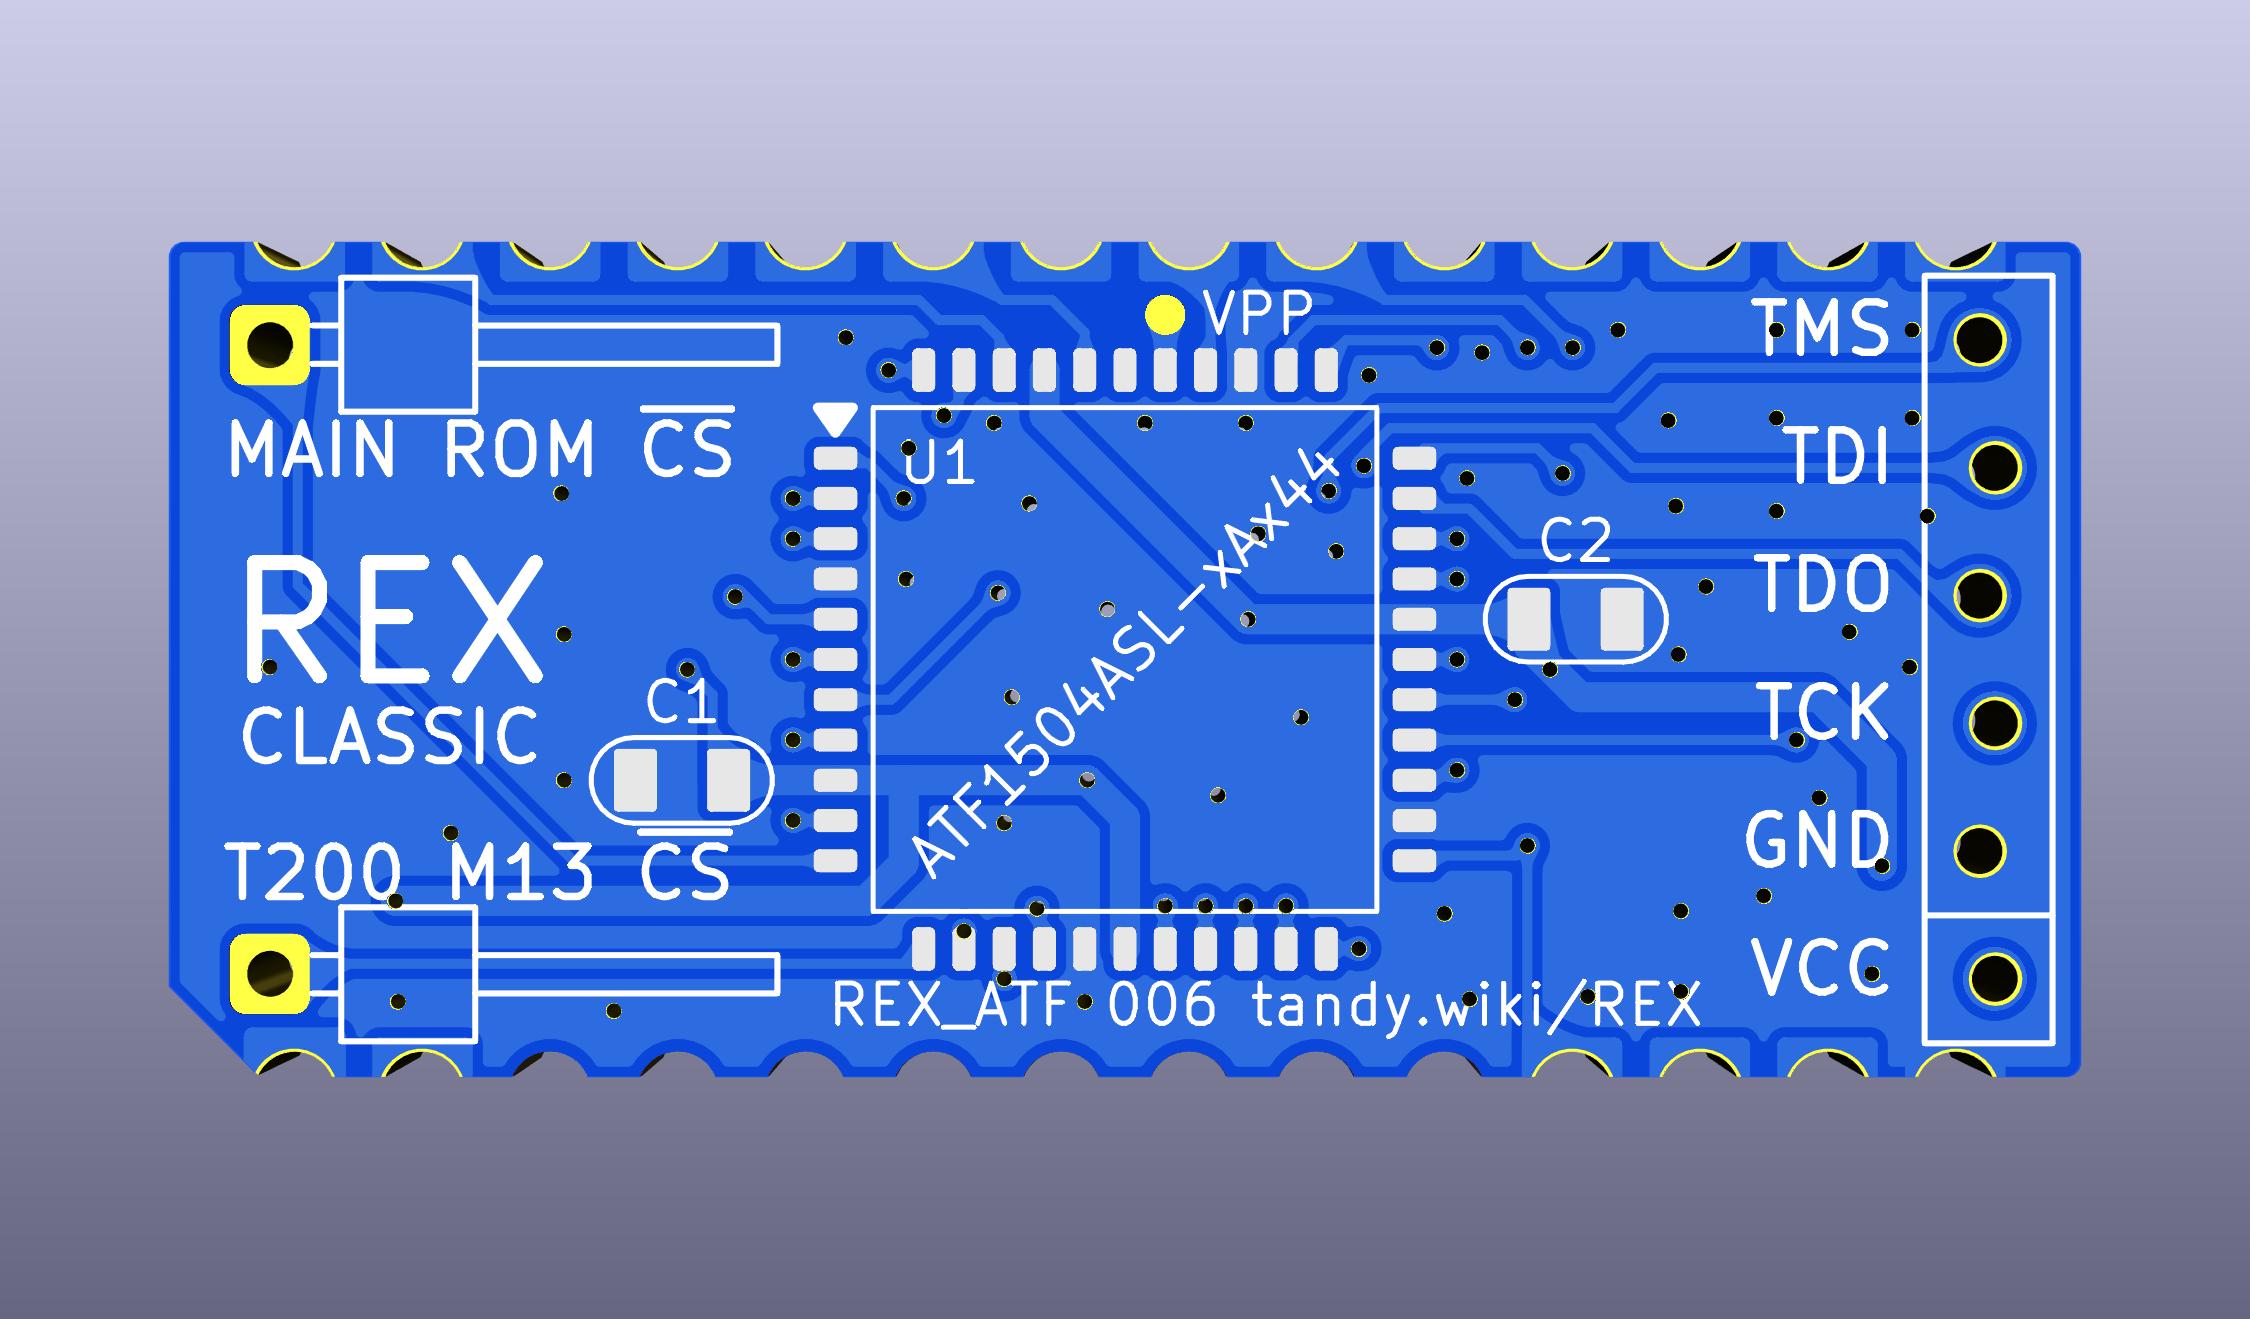 VPP
TMS
MAIN ROM CS
U1
TDI
ATF1504ASL-xAx44
C2
REX
TDO
CLASSIC
C1
TCK
T200 M13 CS
GND
VCC
REX_ATF 006 tandy.wiki/REX